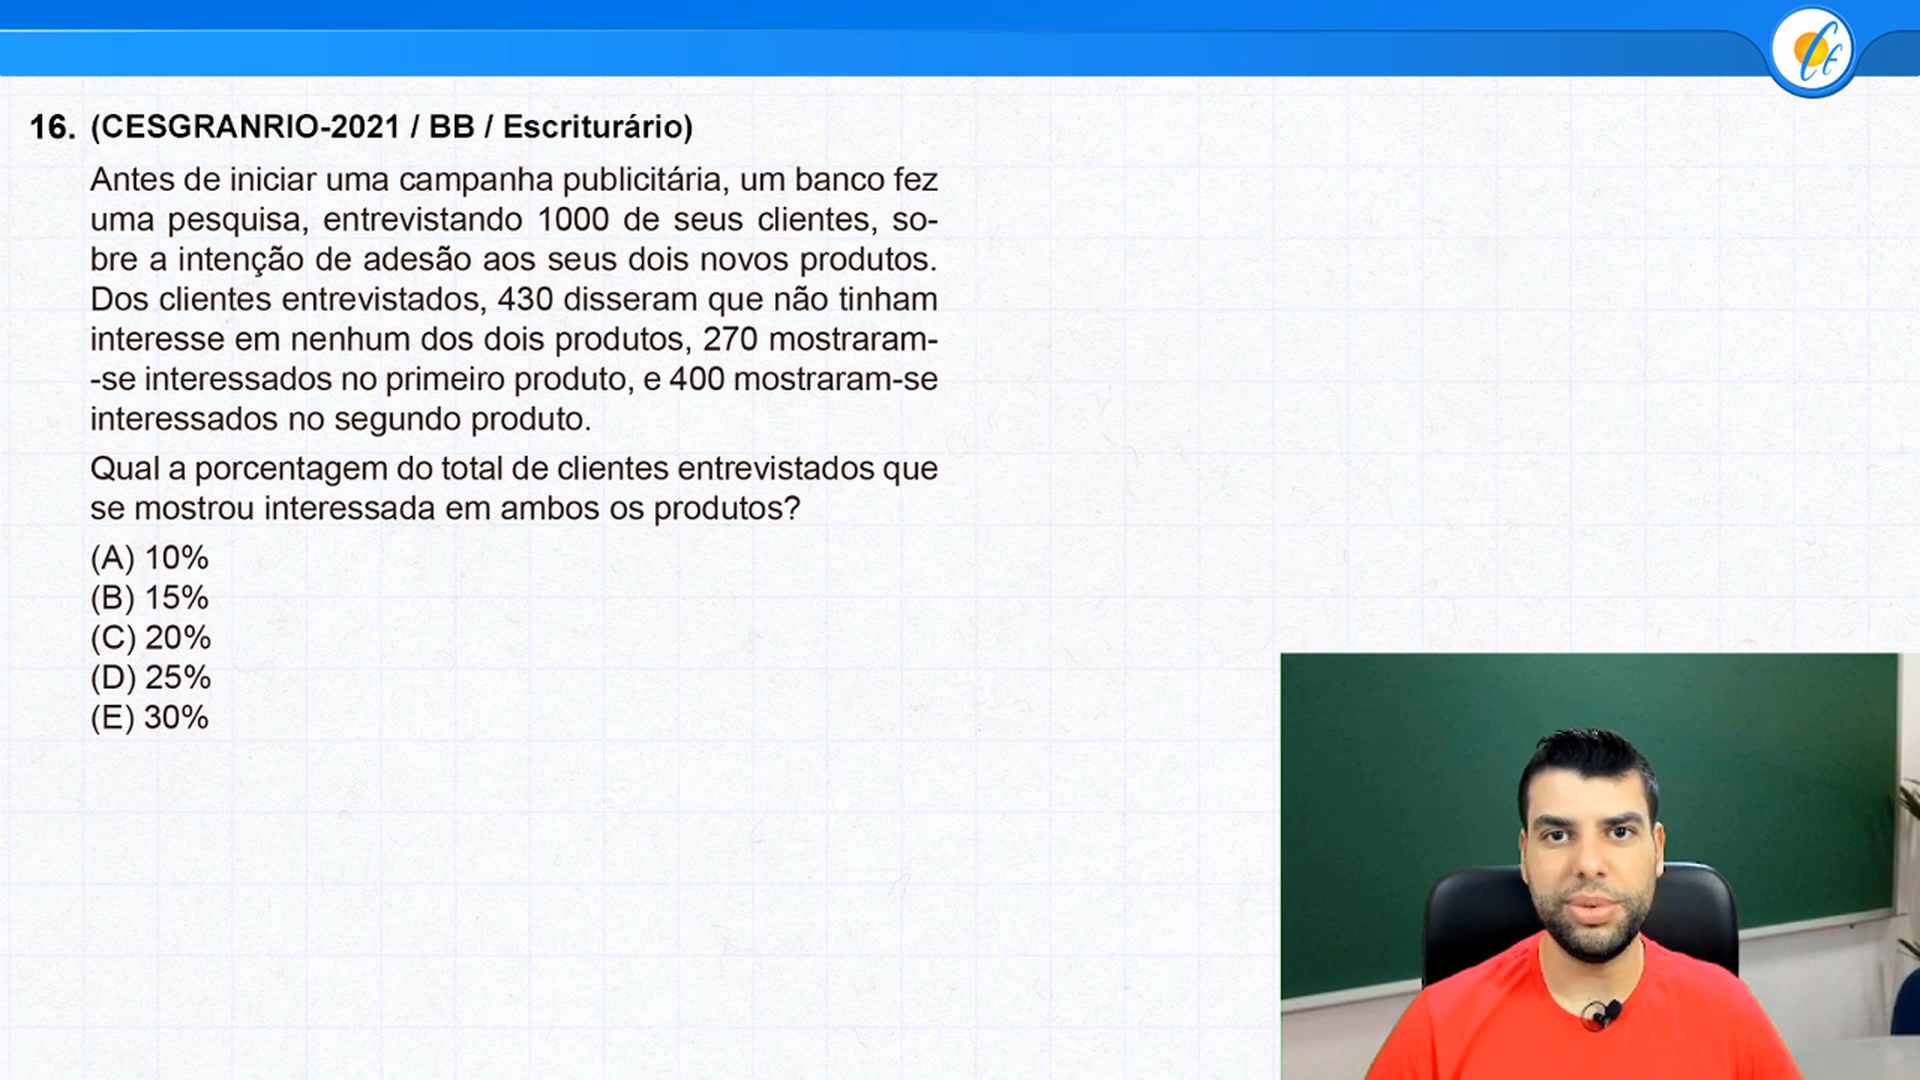 16. (CESGRANRIO-2021 / BB / Escriturário)
Antes de iniciar uma campanha publicitária, um banco fez
uma pesquisa, entrevistando 1000 de seus clientes, so-
bre a intenção de adesão aos seus dois novos produtos.
Dos clientes entrevistados, 430 disseram que não tinham
interesse em nenhum dos dois produtos, 270 mostraram-
-se interessados no primeiro produto, e 400 mostraram-se
interessados no segundo produto.
Qual a porcentagem do total de clientes entrevistados que
se mostrou interessada em ambos os produtos?
(A) 10%
(B) 15%
(C) 20%
(D) 25%
(E) 30%